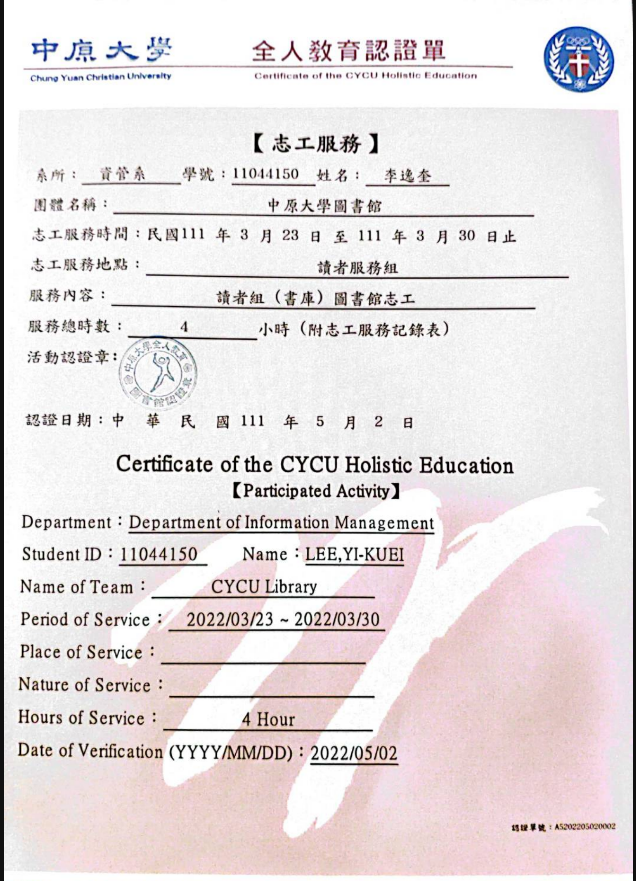 中原大學 全人教育認證單
Chung Yuan Christian University Certificate of the CYCU Holistic Education
【志工服務】
系所: 資管系 學號:11044150 姓名: 李逸奎
團體名稱: 中原大學圖書館
志工服務時間:民國111 年 3 月 23 日 至 111 年 3 月 30 日止
志工服務地點: 讀者服務組
服務內容: 讀者組(書庫)圖書館志工
服務總時數: 4 小時(附志工服務記錄表)
活動認證章:
中原大學全人教育
圖書館認證章
認證日期:中 華 民 國 111 年 5 月 2 日
Certificate of the CYCU Holistic Education
【Participated Activity】
Department:Department of Information Management
Student ID:11044150 Name:LEE,YI-KUEI
Name of Team: CYCU Library
Period of Service: 2022/03/23 ~ 2022/03/30
Place of Service:
Nature of Service:
Hours of Service: 4 Hour
Date of Verification (YYYY/MM/DD):2022/05/02
認證單號:A5202205020002